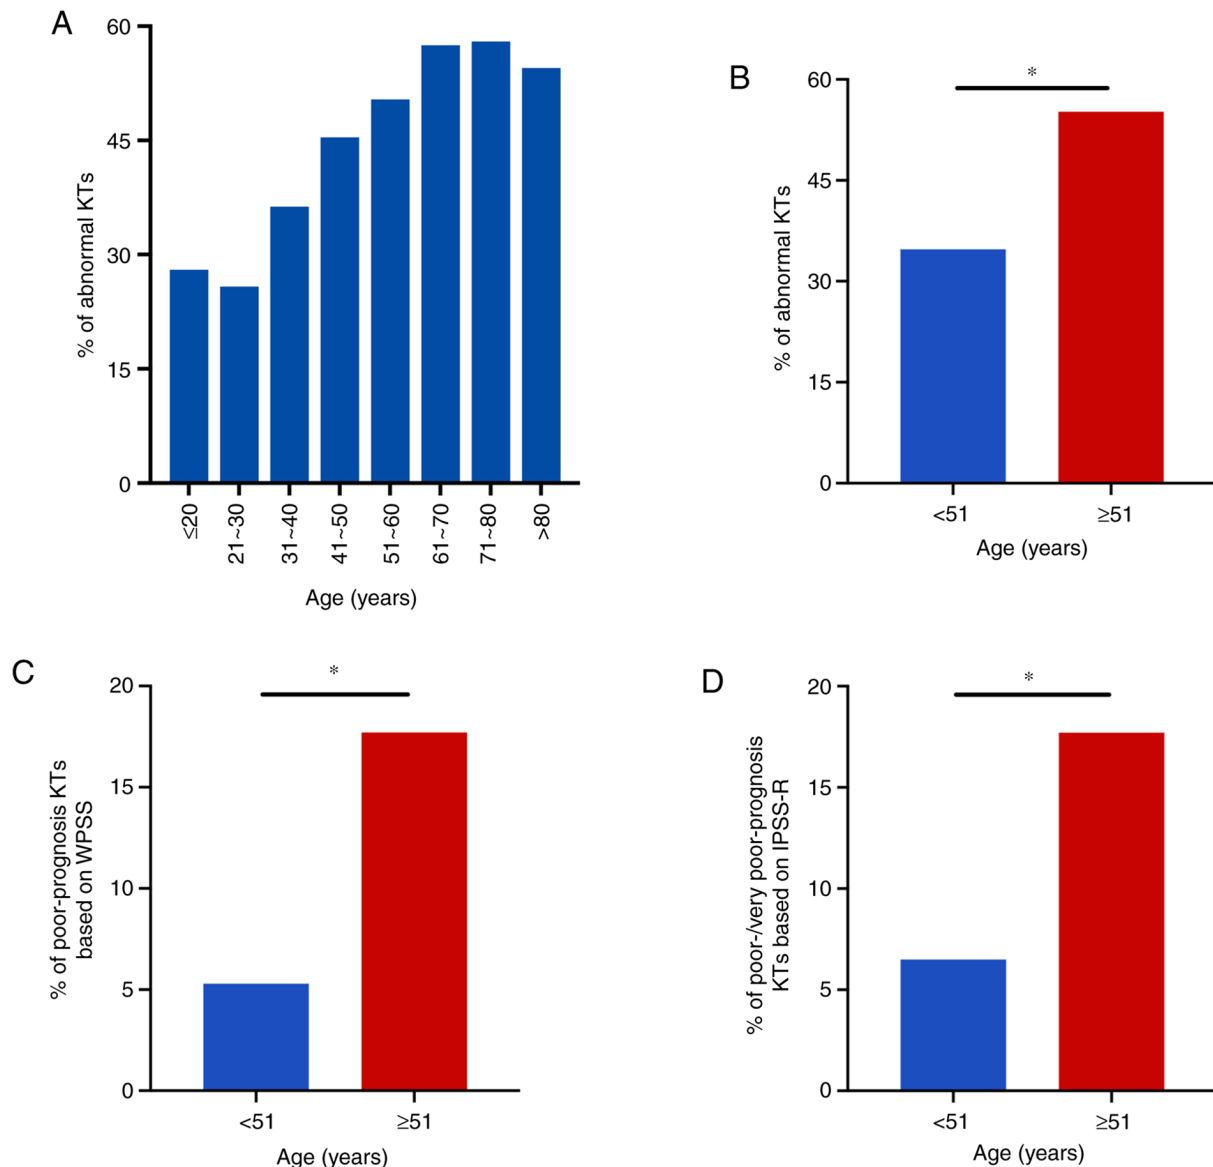 A
60
45
30
15
0
% of abnormal KTs
≤20
21~30
31~40
41~50
51~60
61~70
71~80
>80
Age (years)
B
*
60
45
30
15
0
% of abnormal KTs
<51
≥51
Age (years)
C
*
20
15
10
5
0
% of poor-prognosis KTs
based on WPSS
<51
≥51
Age (years)
D
*
20
15
10
5
0
% of poor-/very poor-prognosis
KTs based on IPSS-R
<51
≥51
Age (years)